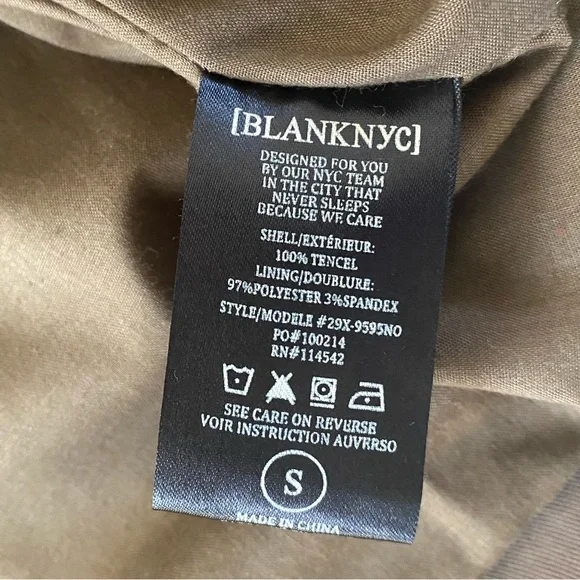 [BLANKNYC]
DESIGNED FOR YOU
BY OUR NYC TEAM
IN THE CITY THAT
NEVER SLEEPS
BECAUSE WE CARE
SHELL/EXTÉRIEUR:
100% TENCEL
LINING/DOUBLURE:
97%POLYESTER 3%SPANDEX
STYLE/MODELE #29X-9595NO
PO#100214
RN#114542
SEE CARE ON REVERSE
VOIR INSTRUCTION AUVERSO
S
MADE IN CHINA